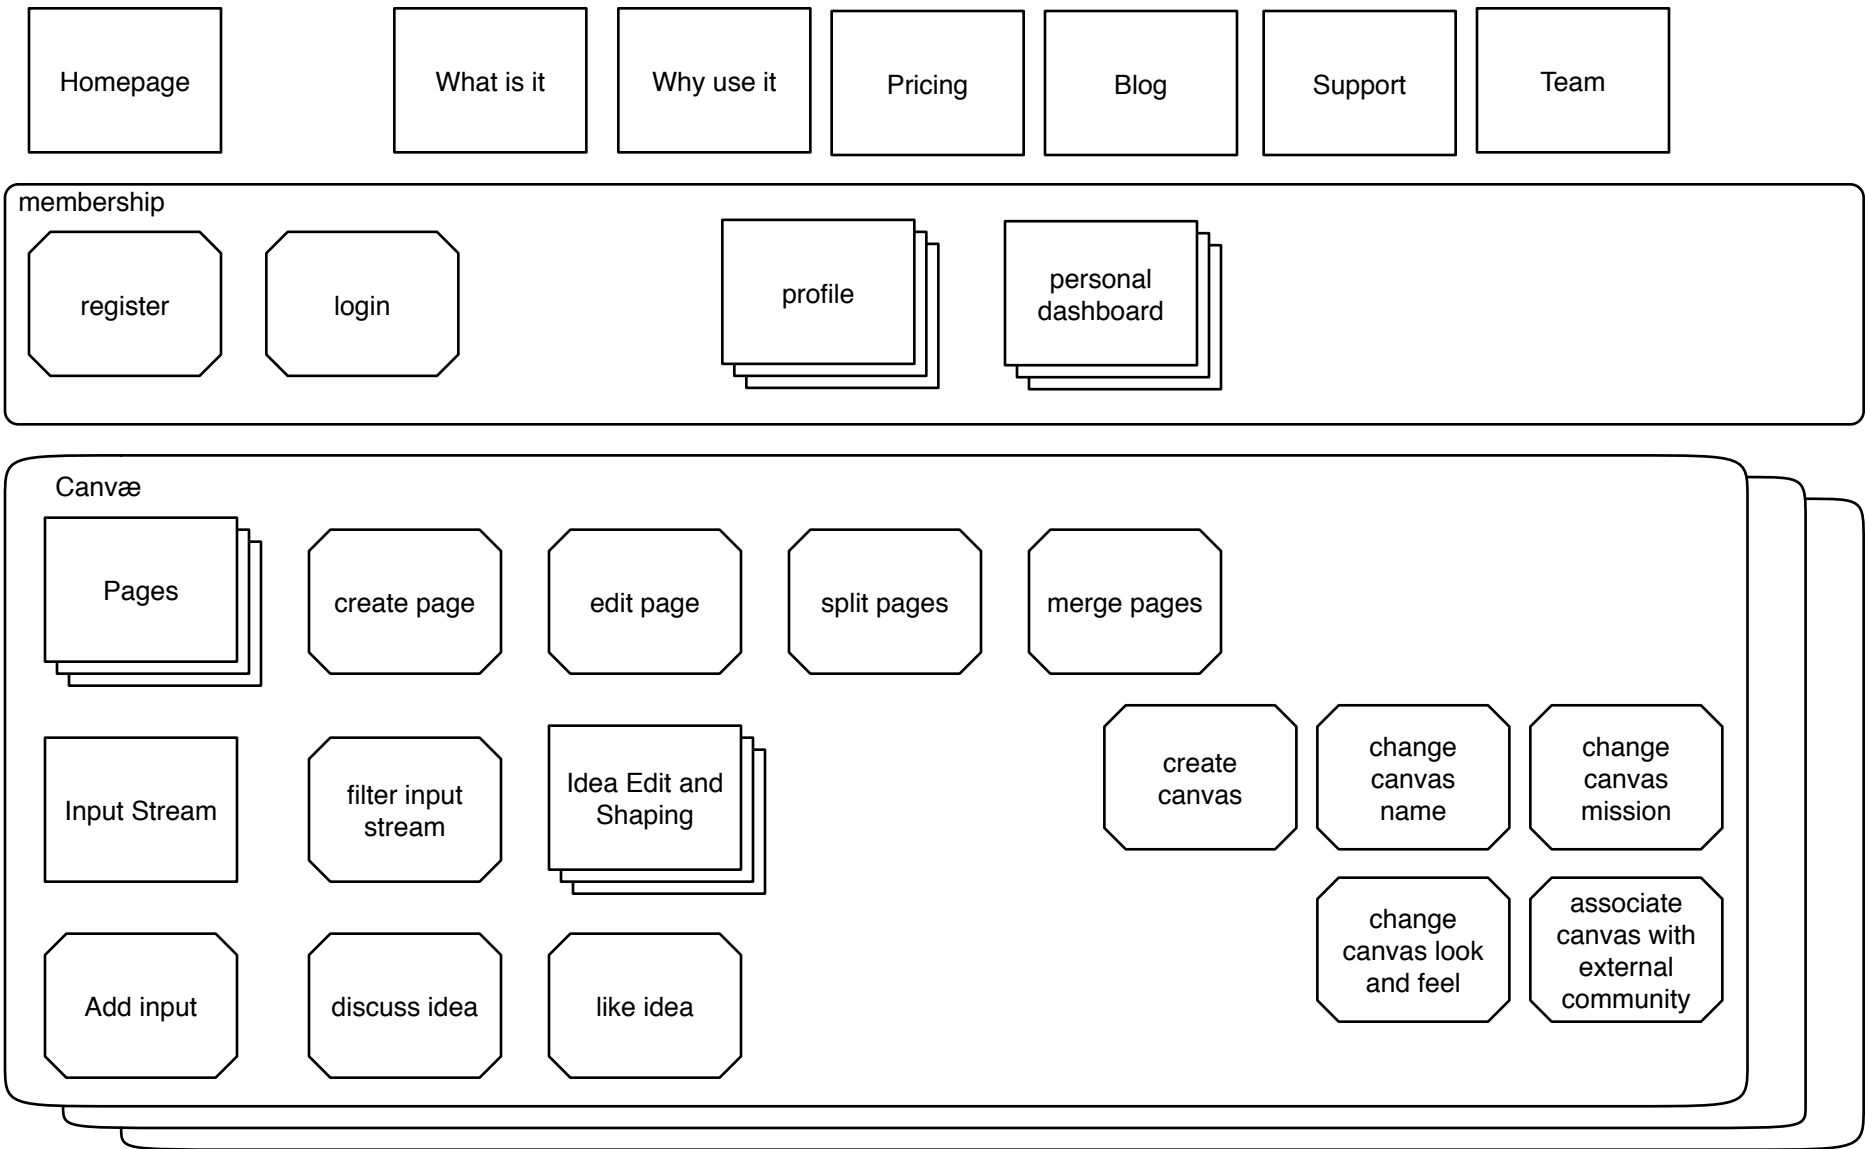 Homepage
What is it
Why use it
Pricing
Blog
Support
Team
membership
register
login
profile
personal
dashboard
Canvæ
Pages
create page
edit page
split pages
merge pages
Input Stream
filter input
stream
Idea Edit and
Shaping
create
canvas
change
canvas
name
change
canvas
mission
Add input
discuss idea
like idea
change
canvas look
and feel
associate
canvas with
external
community